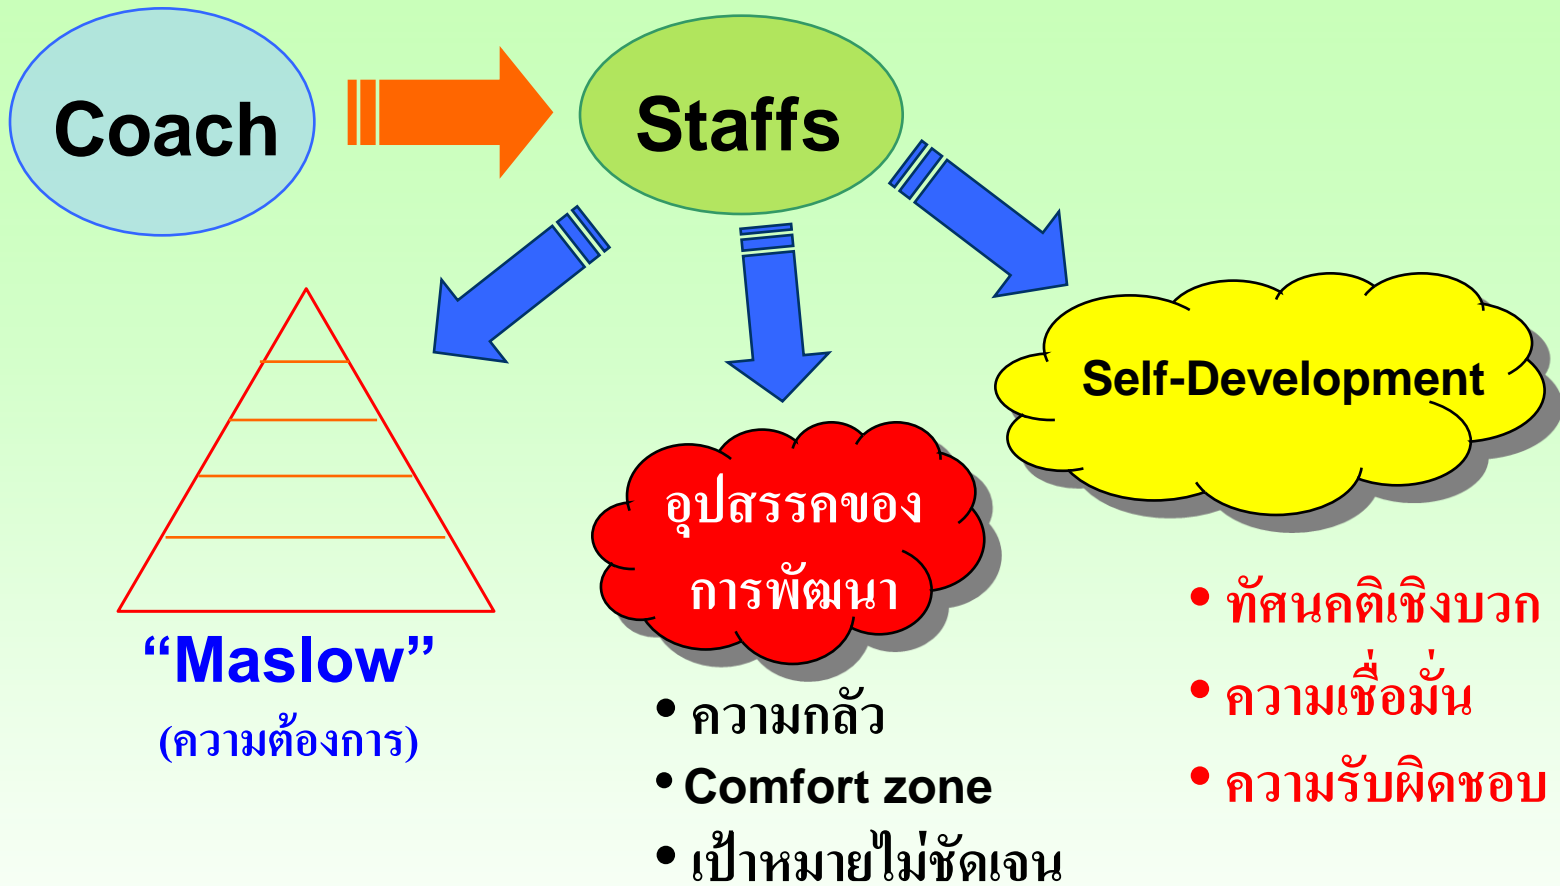 Coach
Staffs
“Maslow”
(ความต้องการ)
อุปสรรคของ
การพัฒนา
• ความกลัว
• Comfort zone
• เป้าหมายไม่ชัดเจน
Self-Development
• ทัศนคติเชิงบวก
• ความเชื่อมั่น
• ความรับผิดชอบ